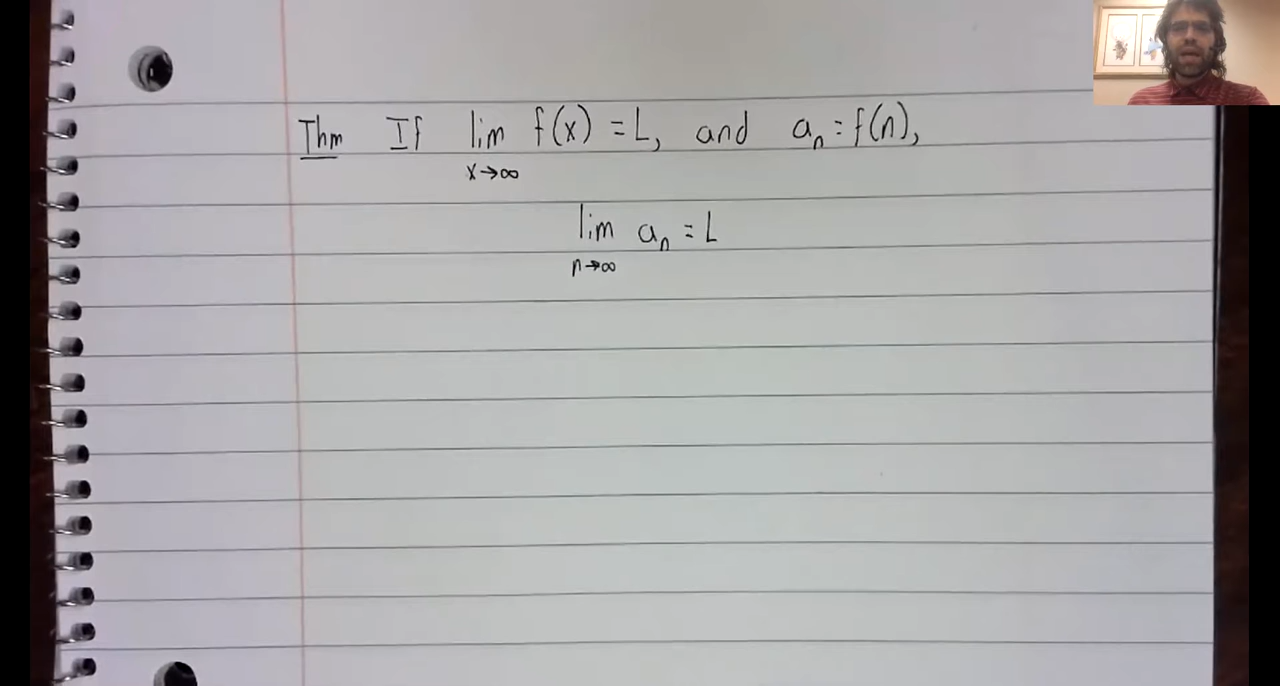 Thm If lim f(x) = L, and aₙ = f(n),
x→∞
lim aₙ = L
n→∞